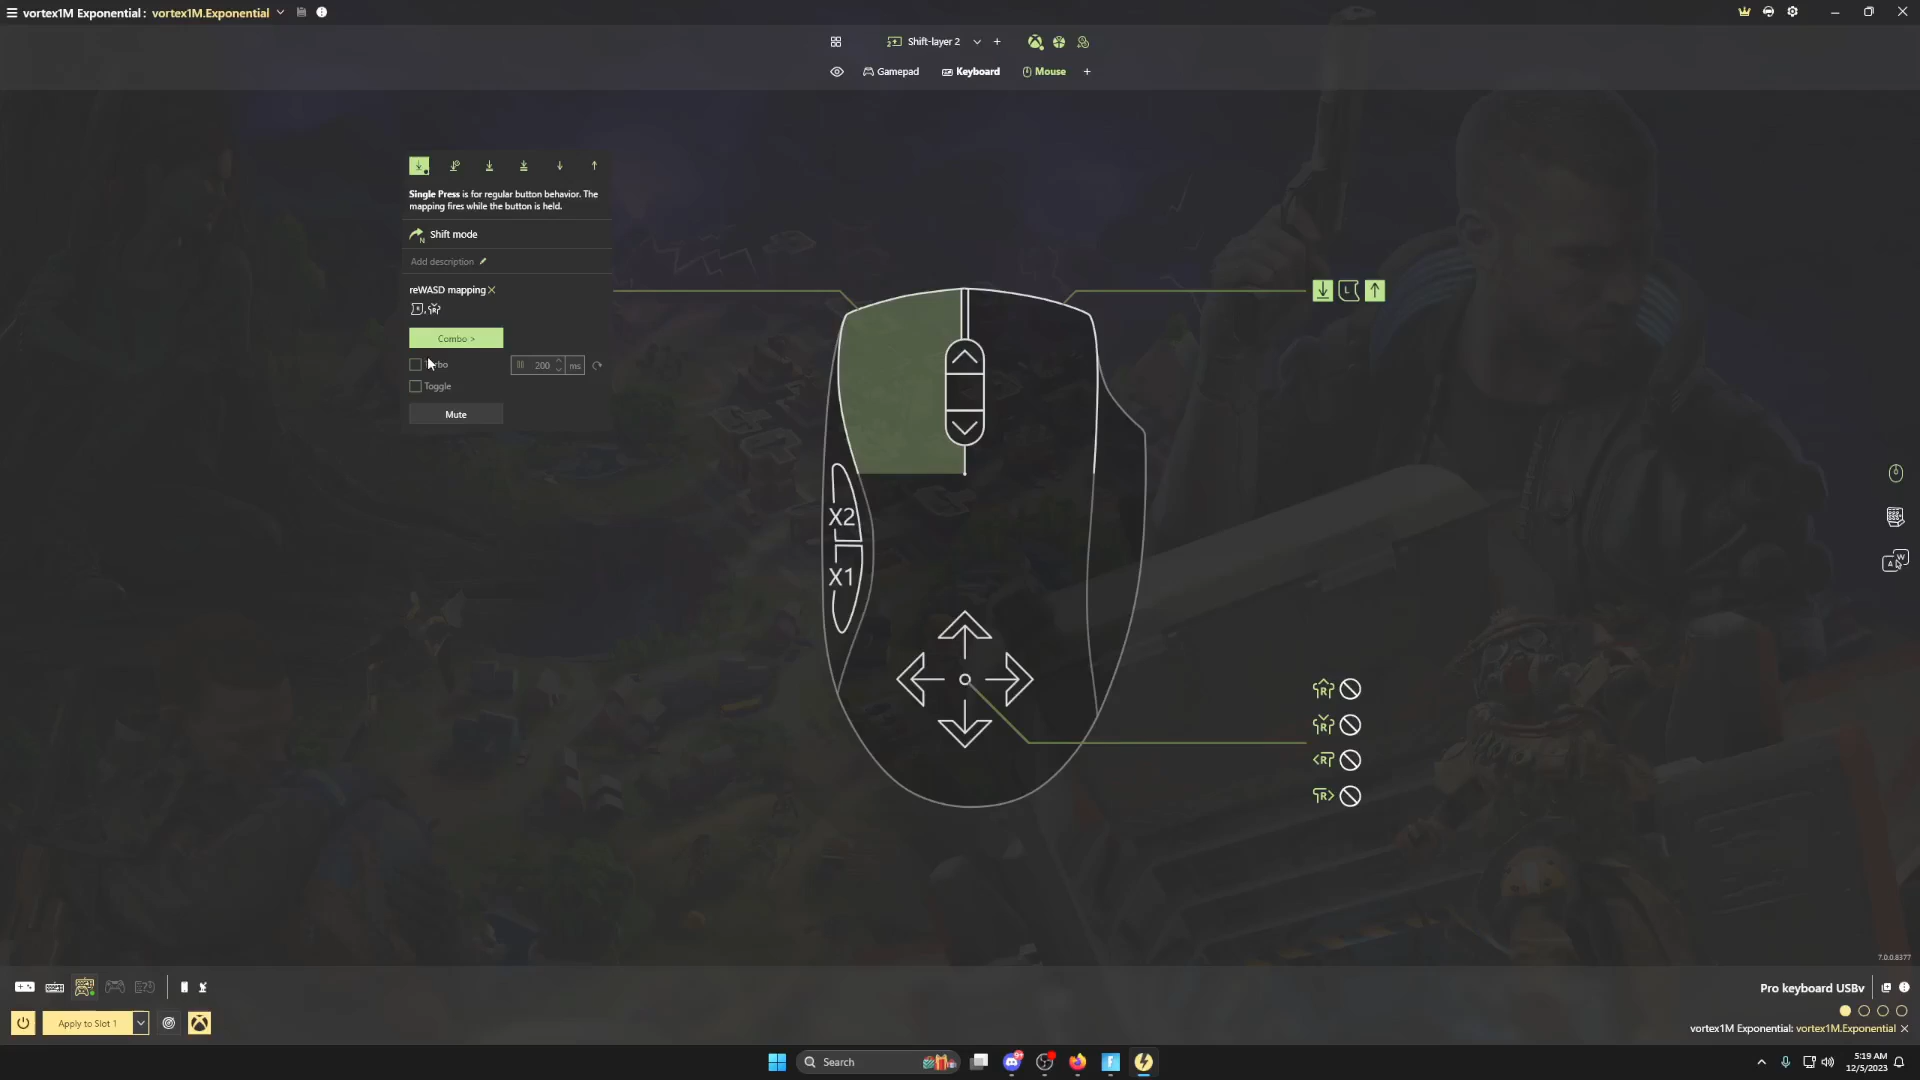 vortex1M Exponential: vortex1M.Exponential
Shift-layer 2
Gamepad Keyboard Mouse
Single Press is for regular button behavior. The
mapping fires while the button is held.
Shift mode
Add description
reWASD mapping
Combo >
200 ms
Toggle
Mute
L
X2
X1
R
R
R
R
7.0.0.8377
Pro keyboard USBv
Apply to Slot 1
vortex1M Exponential: vortex1M.Exponential
Search
5:19 AM
12/5/2023